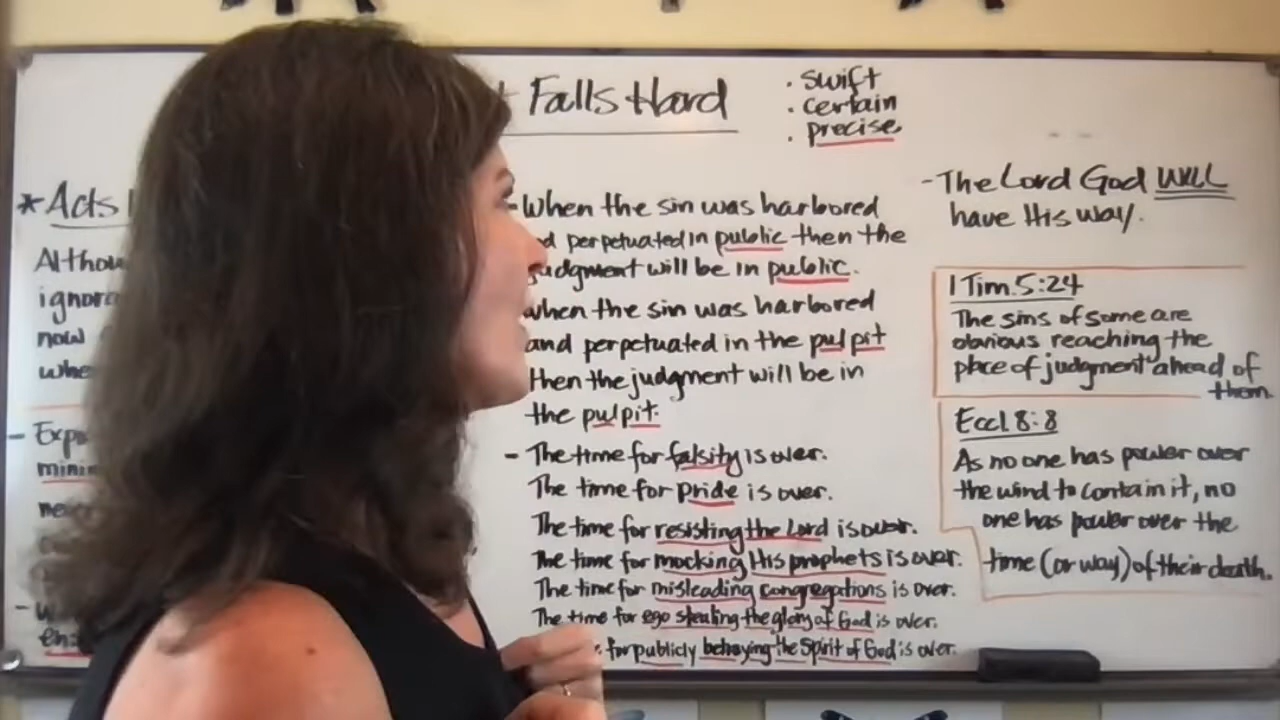 Falls Hard
. swift
. certain
. precise
* Acts
Althou
ignora
now
whe
- Expo
minim
neve
- When the sin was harbored
perpetuated in public then the
judgment will be in public.
when the sin was harbored
and perpetuated in the pulpit
then the judgment will be in
the pulpit.
- The time for falsity is over.
The time for pride is over.
The time for resisting the Lord is over.
The time for mocking His prophets is over.
The time for misleading congregations is over.
The time for ego stealing the glory of God is over.
for publicly betraying the Spirit of God is over.
- The Lord God WILL
have His way.
1 Tim. 5:24
The sins of some are
obvious reaching the
place of judgment ahead of
them.
Eccl. 8:8
As no one has power over
the wind to contain it, no
one has power over the
time (or way) of their death.